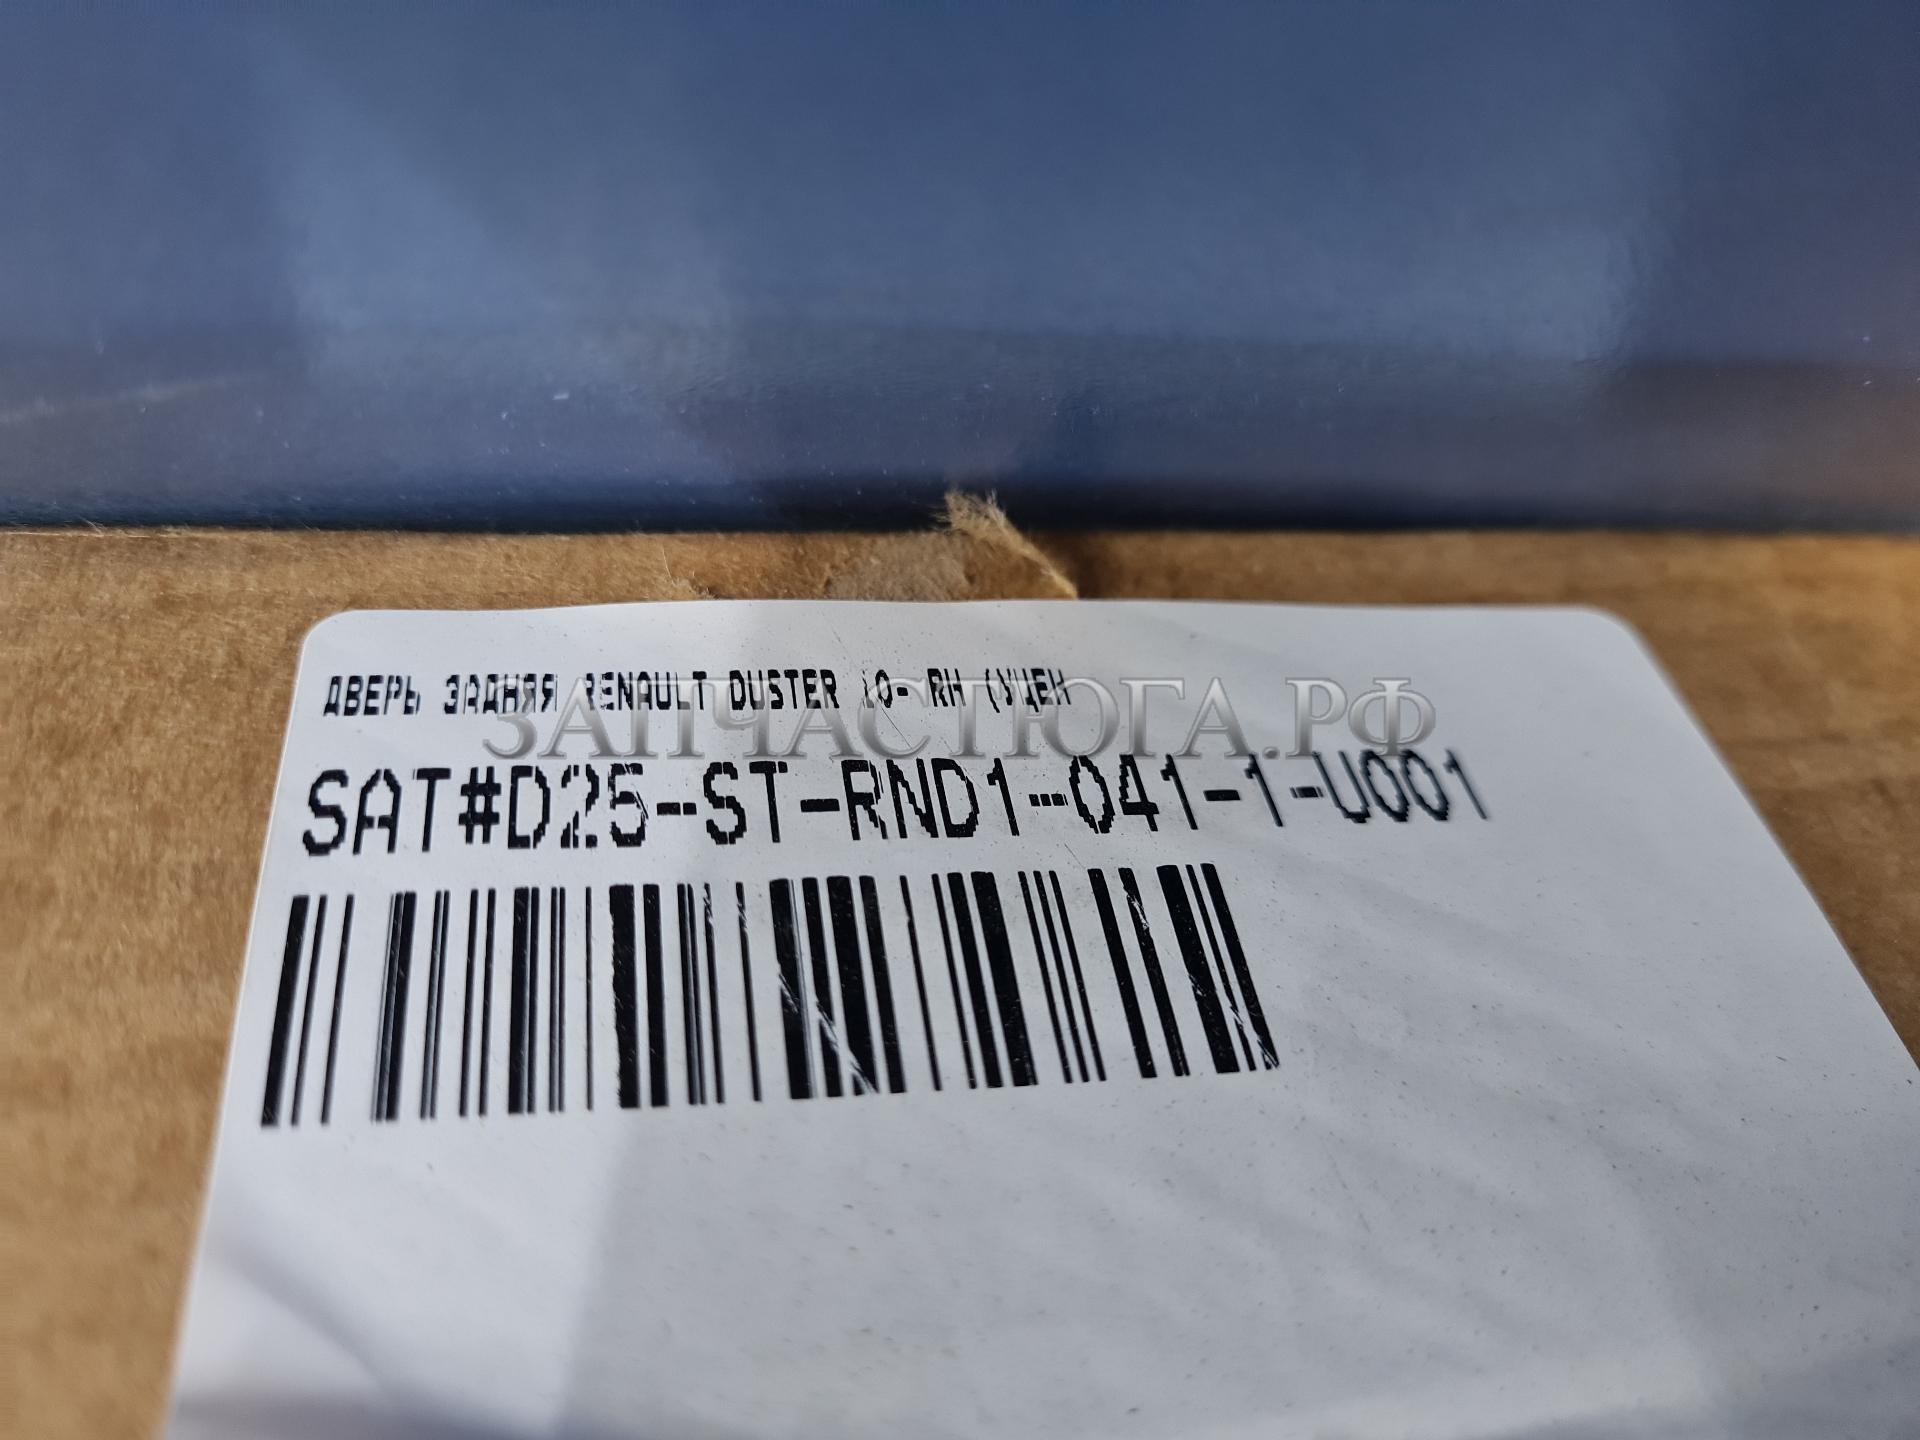 ДВЕРЬ ЗАДНЯЯ RENAULT DUSTER 10- RH (УЦЕН
ЗАПЧАСТЮГА.РФ
SAT#D25-ST-RND1-041-1-U001